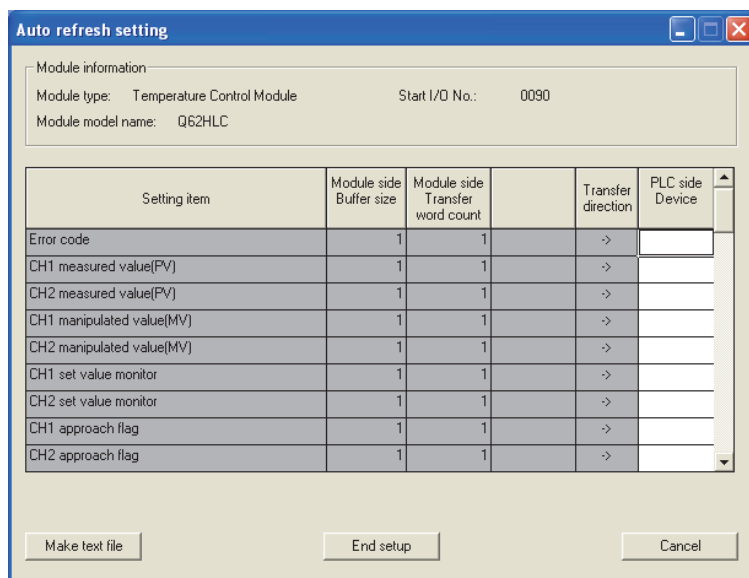 Auto refresh setting
Module information
Module type: Temperature Control Module Start I/O No.: 0090
Module model name: Q62HLC
Setting item Module side Buffer size Module side Transfer word count Transfer direction PLC side Device
Error code 1 1 ->
CH1 measured value(PV) 1 1 ->
CH2 measured value(PV) 1 1 ->
CH1 manipulated value(MV) 1 1 ->
CH2 manipulated value(MV) 1 1 ->
CH1 set value monitor 1 1 ->
CH2 set value monitor 1 1 ->
CH1 approach flag 1 1 ->
CH2 approach flag 1 1 ->
Make text file End setup Cancel